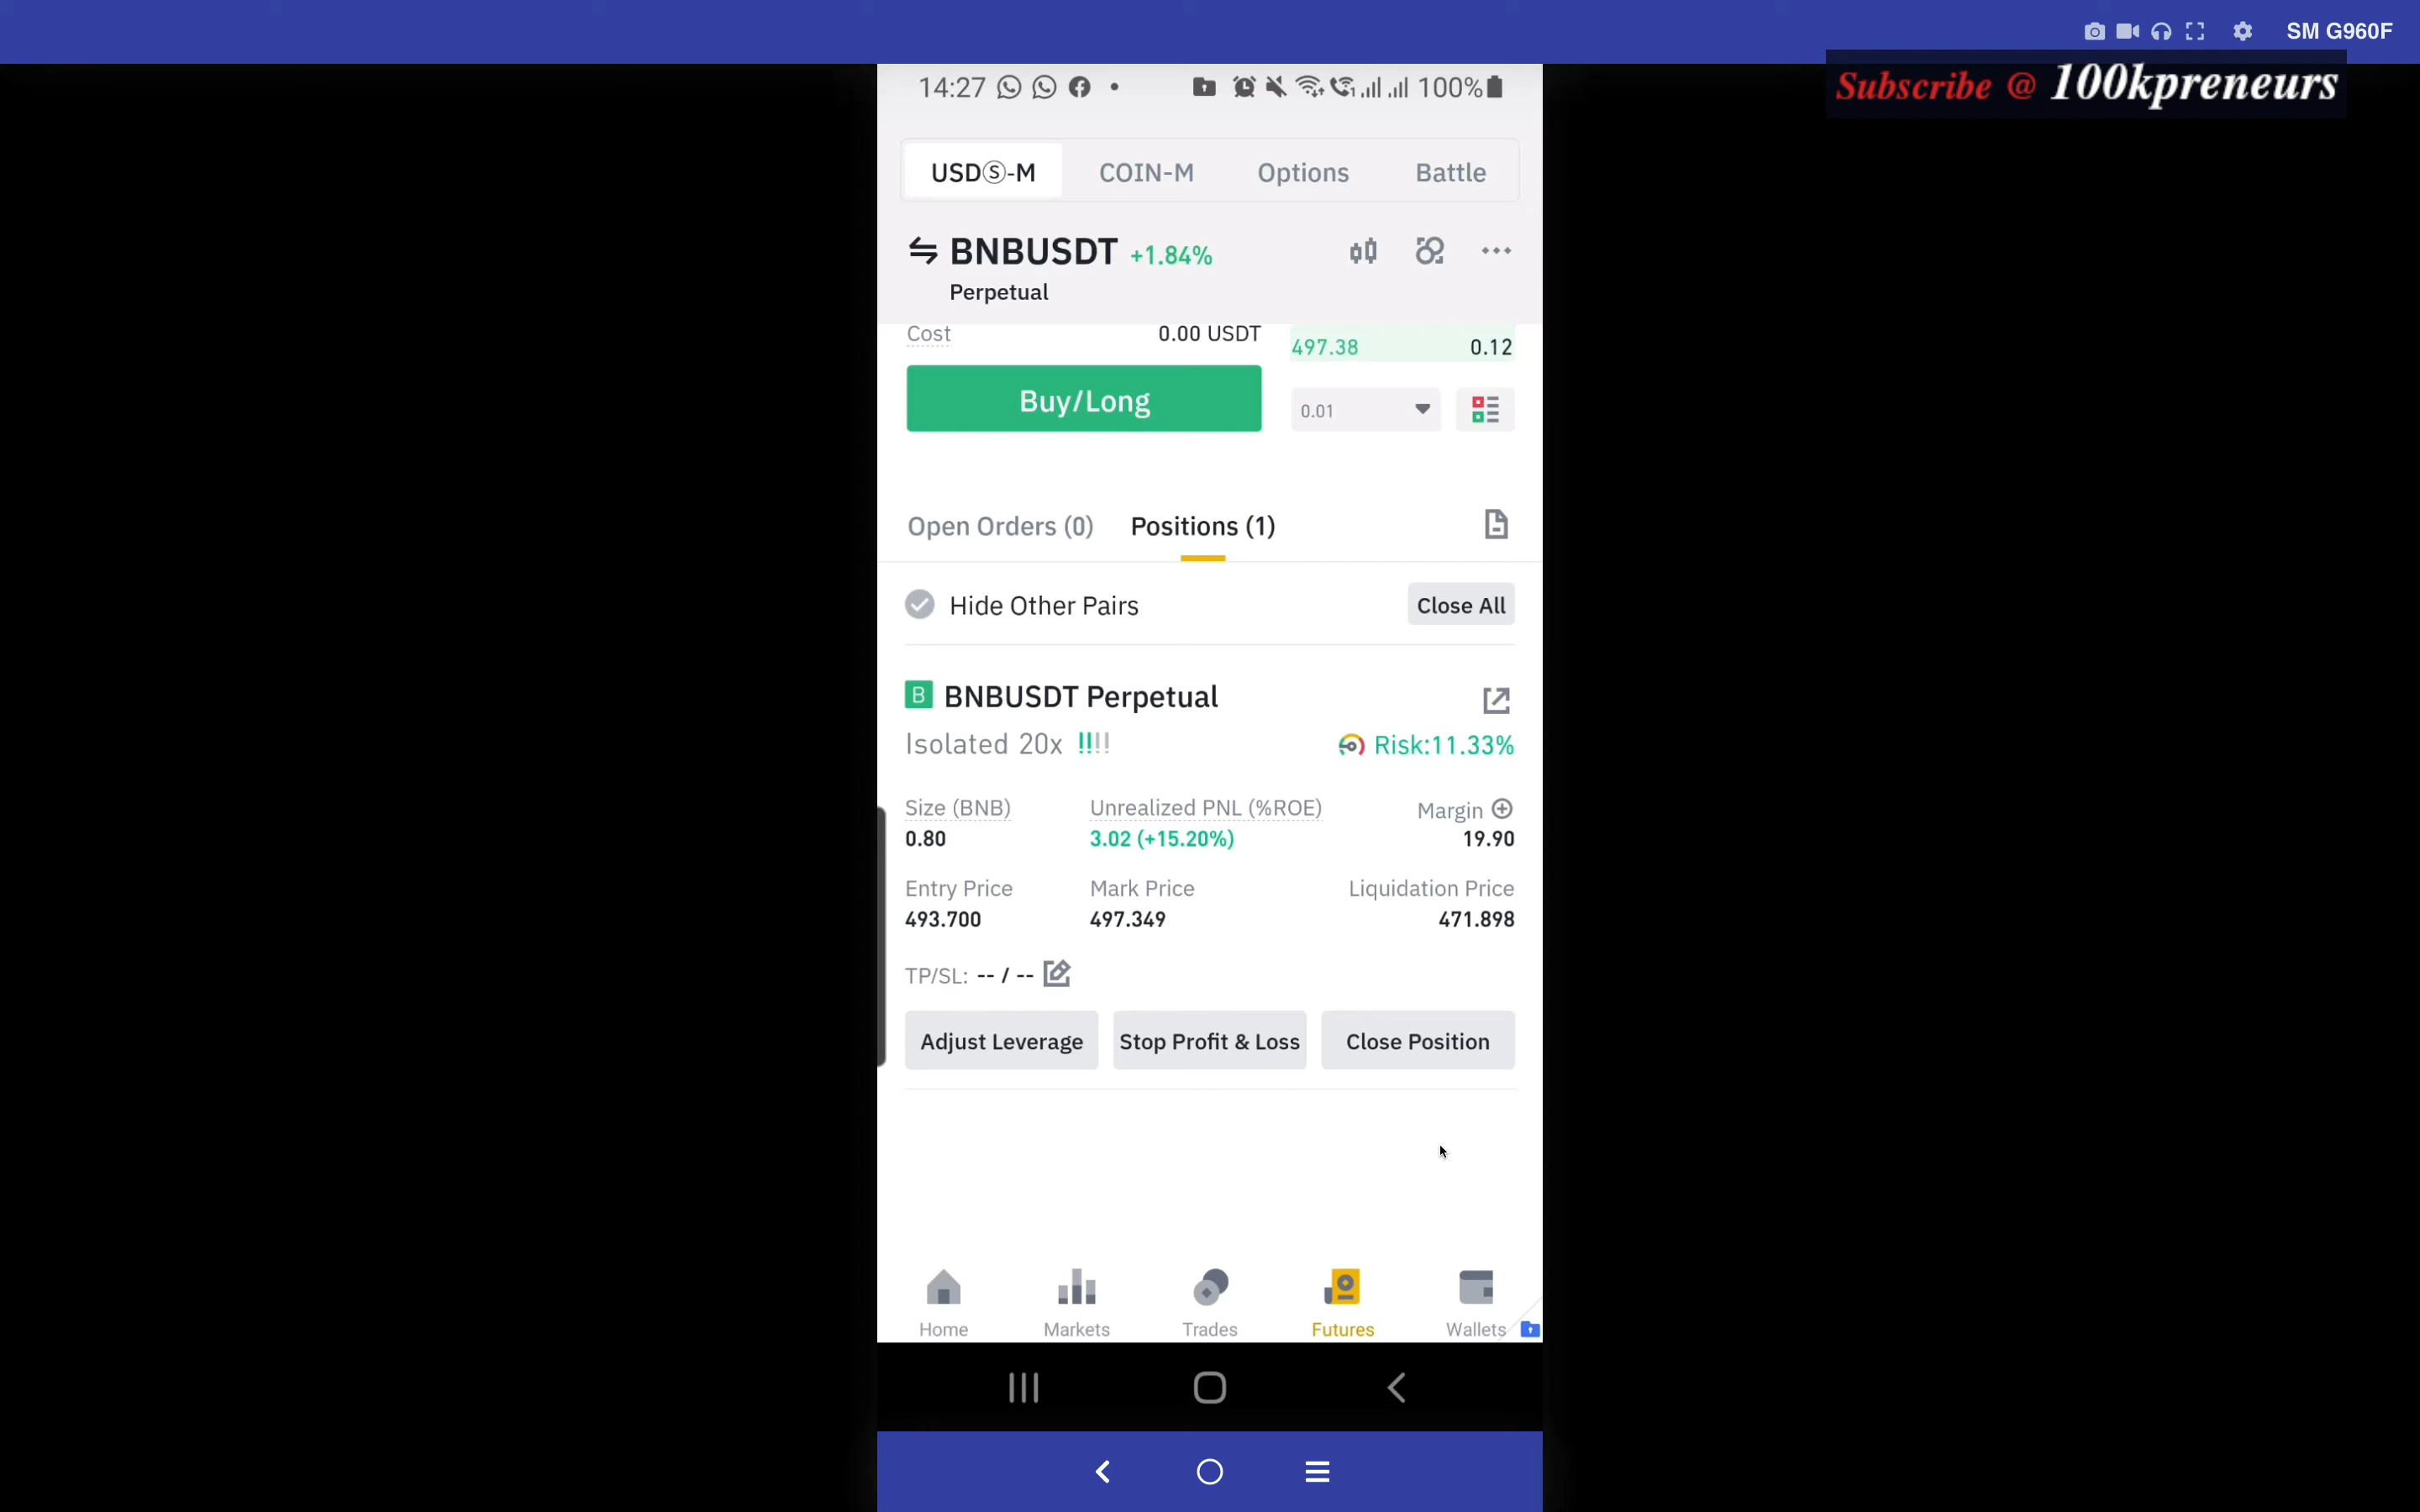 SM G960F
Subscribe @ 100kpreneurs
14:27 100%
USDⓈ-M COIN-M Options Battle
BNBUSDT +1.84%
Perpetual
Cost 0.00 USDT 497.38 0.12
Buy/Long 0.01
Open Orders (0) Positions (1)
Hide Other Pairs Close All
B BNBUSDT Perpetual
Isolated 20x !!!! Risk:11.33%
Size (BNB) Unrealized PNL (%ROE) Margin
0.80 3.02 (+15.20%) 19.90
Entry Price Mark Price Liquidation Price
493.700 497.349 471.898
TP/SL: -- / --
Adjust Leverage Stop Profit & Loss Close Position
Home Markets Trades Futures Wallets